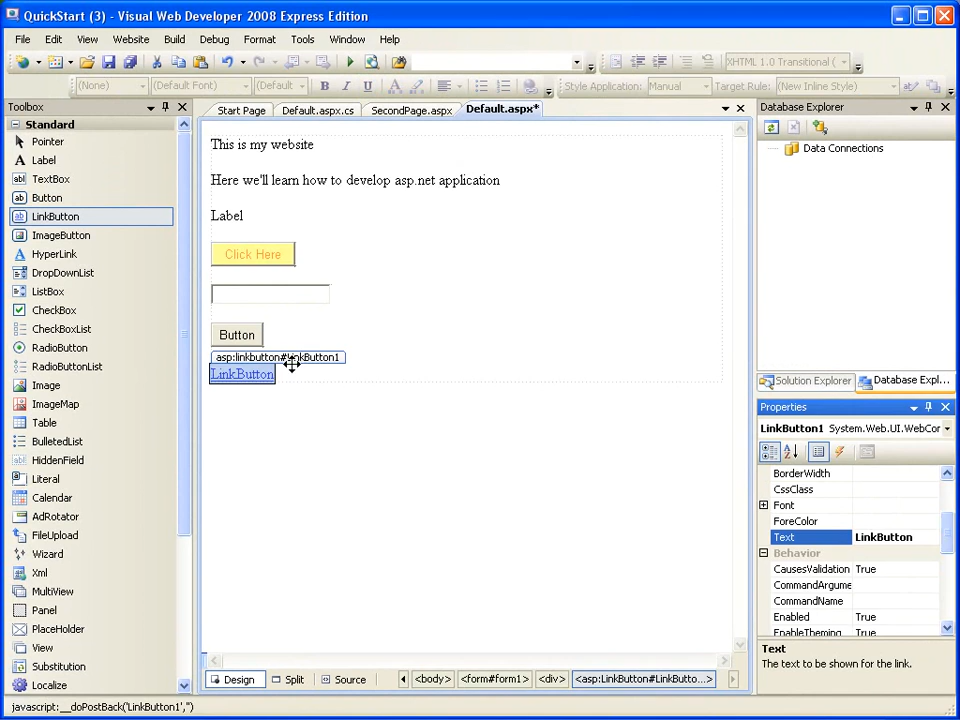 QuickStart (3) - Visual Web Developer 2008 Express Edition
File Edit View Website Build Debug Format Tools Window Help
XHTML 1.0 Transitional (
(None) (Default Font) (Default B I U A Style Application: Manual Target Rule: (New Inline Style)
Toolbox
Start Page Default.aspx.cs SecondPage.aspx Default.aspx*
Database Explorer
Standard
Pointer
Label
TextBox
Button
LinkButton
ImageButton
HyperLink
DropDownList
ListBox
CheckBox
CheckBoxList
RadioButton
RadioButtonList
Image
ImageMap
Table
BulletedList
HiddenField
Literal
Calendar
AdRotator
FileUpload
Wizard
Xml
MultiView
Panel
PlaceHolder
View
Substitution
Localize
This is my website
Here we'll learn how to develop asp.net application
Label
Click Here
Button
asp:linkbutton#LinkButton1
LinkButton
Design Split Source <body> <form#form1> <div> <asp:LinkButton#LinkButto...>
Data Connections
Solution Explorer Database Expl...
Properties
LinkButton1 System.Web.UI.WebCor
BorderWidth
CssClass
Font
ForeColor
Text LinkButton
Behavior
CausesValidation True
CommandArgume
CommandName
Enabled True
EnableTheming True
Text
The text to be shown for the link.
javascript:__doPostBack('LinkButton1','')